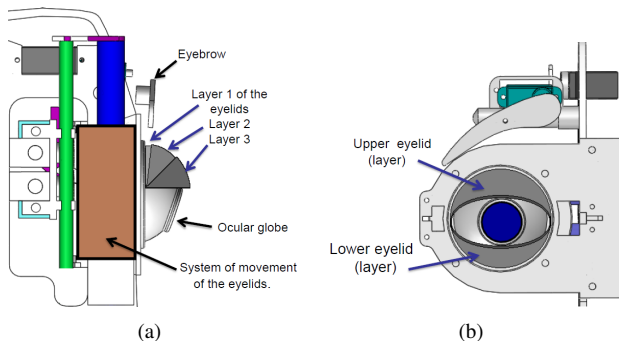 Eyebrow
Layer 1 of the
eyelids
Layer 2
Layer 3
Ocular globe
System of movement
of the eyelids.
(a)
Upper eyelid
(layer)
Lower eyelid
(layer)
(b)